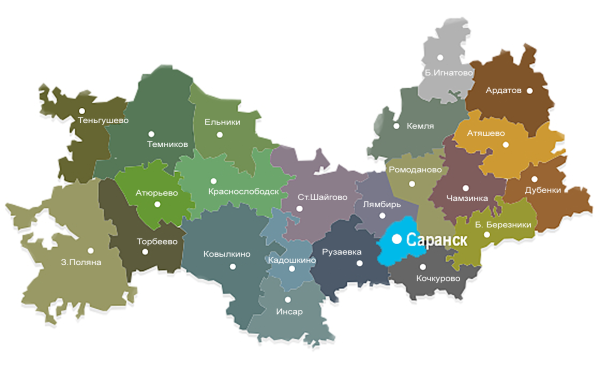 Б.Игнатово
Ардатов
Теньгушево
Ельники
Кемля
Атяшево
Темников
Ромоданово
Атюрьево
Краснослободск
Ст.Шайгово
Чамзинка
Дубенки
Лямбирь
Б. Березники
Торбеево
Саранск
Ковылкино
Рузаевка
З.Поляна
Кадошкино
Кочкурово
Инсар